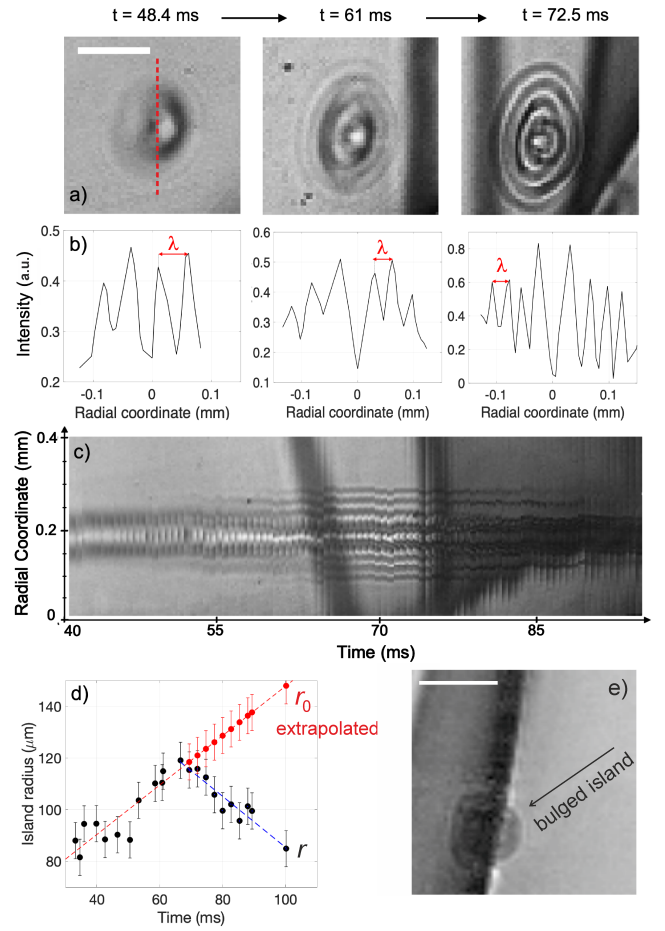 t = 48.4 ms t = 61 ms t = 72.5 ms
a)
b)
λ λ λ
Intensity (a.u.)
0.5
0.4
0.3
0.2
0.5
0.4
0.3
0.2
0.1
0.8
0.6
0.4
0.2
0
-0.1 0 0.1 -0.1 0 0.1 -0.1 0 0.1
Radial coordinate (mm) Radial coordinate (mm) Radial coordinate (mm)
c)
Radial Coordinate (mm)
0.4
0.2
0
40 55 70 85
Time (ms)
d)
r0
extrapolated
r
Island radius (μm)
140
120
100
80
40 60 80 100
Time (ms)
e)
bulged island